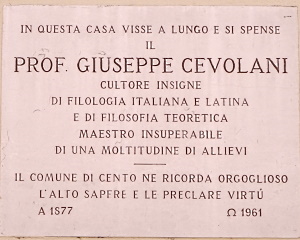 IN QUESTA CASA VISSE A LUNGO E SI SPENSE
IL
PROF. GIUSEPPE CEVOLANI
CULTORE INSIGNE
DI FILOLOGIA ITALIANA E LATINA
E DI FILOSOFIA TEORETICA
MAESTRO INSUPERABILE
DI UNA MOLTITUDINE DI ALLIEVI
IL COMUNE DI CENTO NE RICORDA ORGOGLIOSO
L'ALTO SAPERE E LE PRECLARE VIRTÚ
Α 1877 Ω 1961